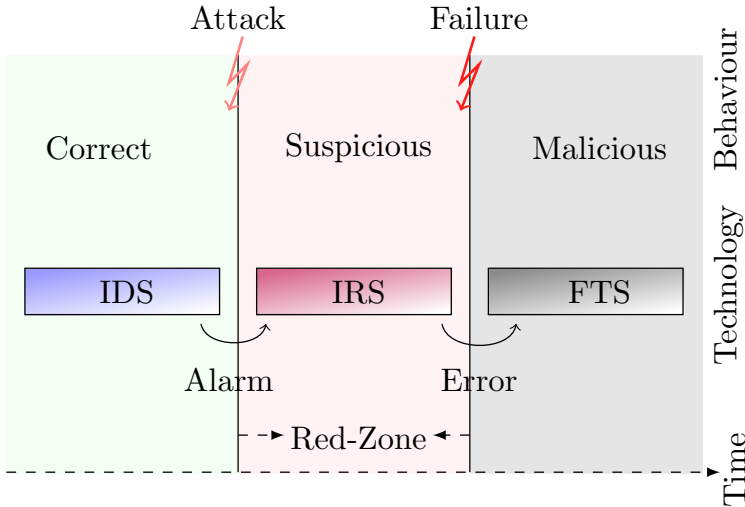 Attack
Failure
Behaviour
Correct
Suspicious
Malicious
Technology
IDS
IRS
FTS
Alarm
Error
Red-Zone
Time